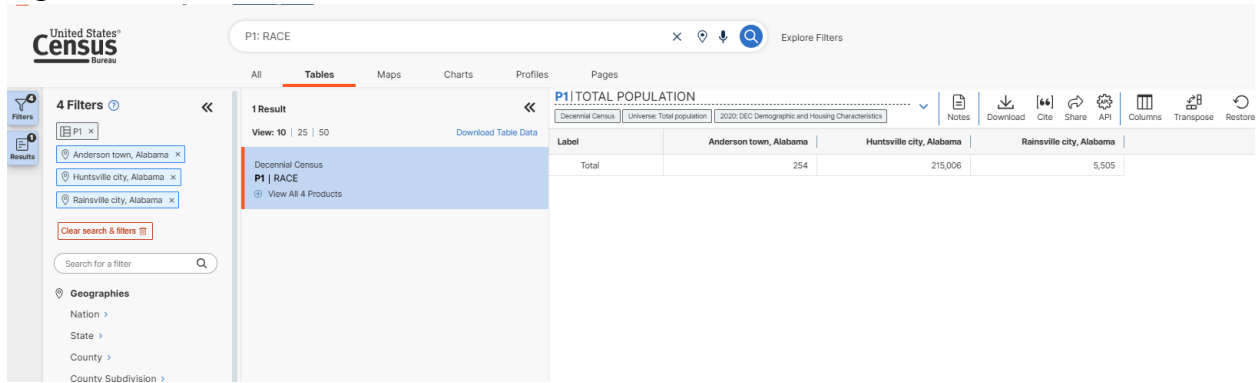 United States®
Census
Bureau
P1: RACE
Explore Filters
All Tables Maps Charts Profiles Pages
4
Filters
0
Results
4 Filters
P1 ×
Anderson town, Alabama ×
Huntsville city, Alabama ×
Rainsville city, Alabama ×
Clear search & filters
Search for a filter
Geographies
Nation >
State >
County >
County Subdivision >
1 Result
View: 10 | 25 | 50 Download Table Data
Decennial Census
P1 | RACE
View All 4 Products
P1 | TOTAL POPULATION
Decennial Census Universe: Total population 2020: DEC Demographic and Housing Characteristics
Notes Download Cite Share API Columns Transpose Restore
Label Anderson town, Alabama Huntsville city, Alabama Rainsville city, Alabama
Total 254 215,006 5,505